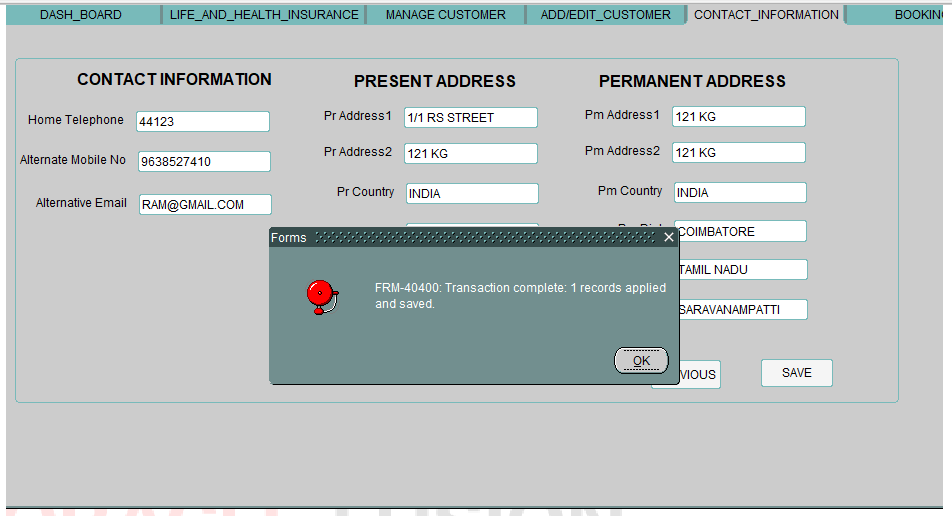 DASH_BOARD LIFE_AND_HEALTH_INSURANCE MANAGE CUSTOMER ADD/EDIT_CUSTOMER CONTACT_INFORMATION BOOKIN
CONTACT INFORMATION PRESENT ADDRESS PERMANENT ADDRESS
Home Telephone 44123 Pr Address1 1/1 RS STREET Pm Address1 121 KG
Alternate Mobile No 9638527410 Pr Address2 121 KG Pm Address2 121 KG
Alternative Email RAM@GMAIL.COM Pr Country INDIA Pm Country INDIA
COIMBATORE
Forms
TAMIL NADU
FRM-40400: Transaction complete: 1 records applied
and saved.
SARAVANAMPATTI
OK
VIOUS SAVE